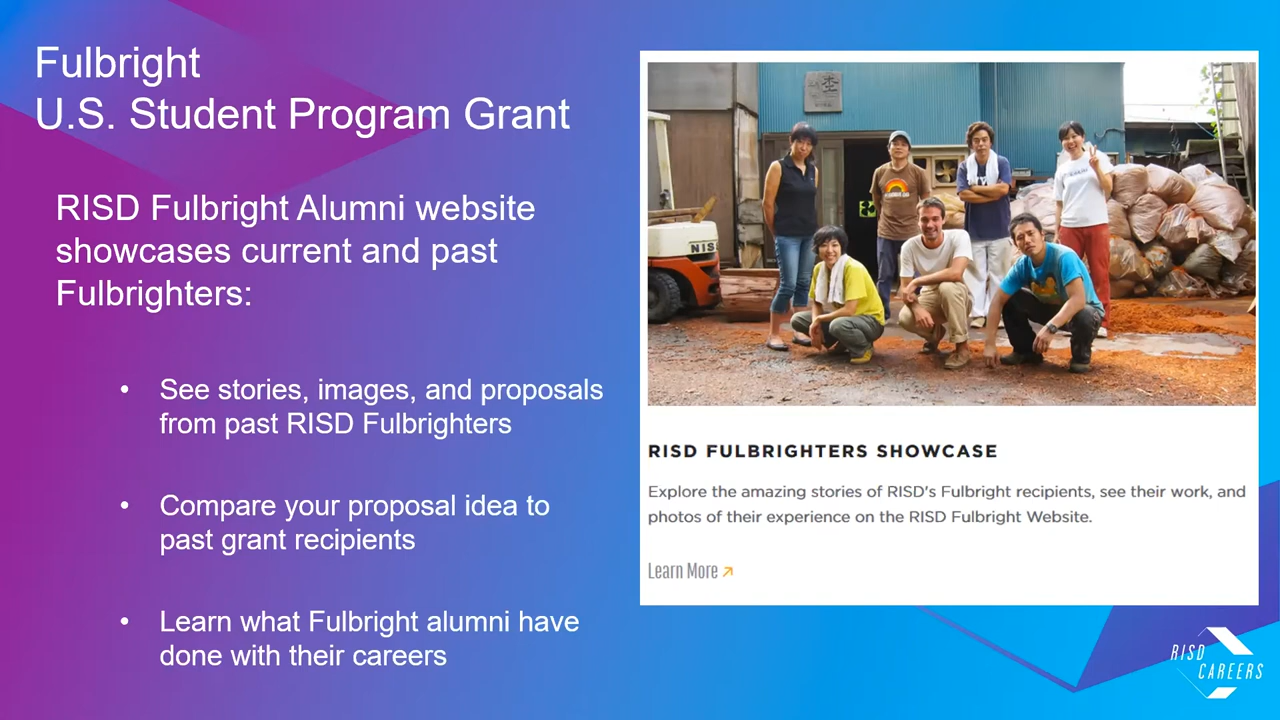 Fulbright
U.S. Student Program Grant
RISD Fulbright Alumni website
showcases current and past
Fulbrighters:
• See stories, images, and proposals
from past RISD Fulbrighters
• Compare your proposal idea to
past grant recipients
• Learn what Fulbright alumni have
done with their careers
NIS
RISD FULBRIGHTERS SHOWCASE
Explore the amazing stories of RISD's Fulbright recipients, see their work, and
photos of their experience on the RISD Fulbright Website.
Learn More
RISD
CAREERS